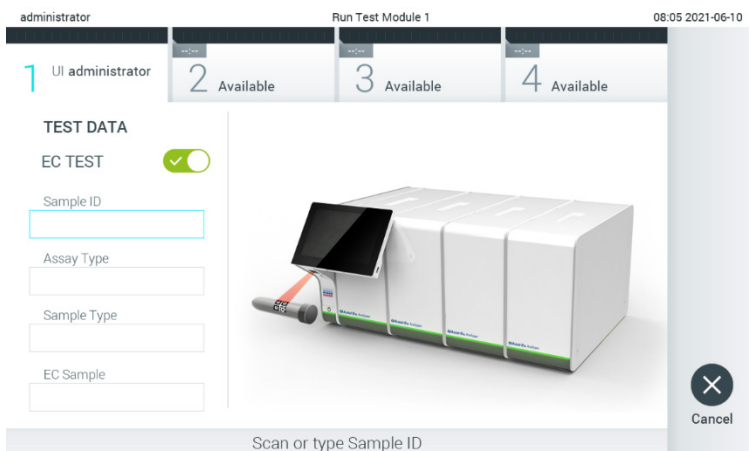 administrator Run Test Module 1 08:05 2021-06-10
--:-- --:-- --:--
1 UI administrator 2 Available 3 Available 4 Available
TEST DATA
EC TEST
Sample ID
Assay Type
Sample Type
EC Sample
Cancel
Scan or type Sample ID